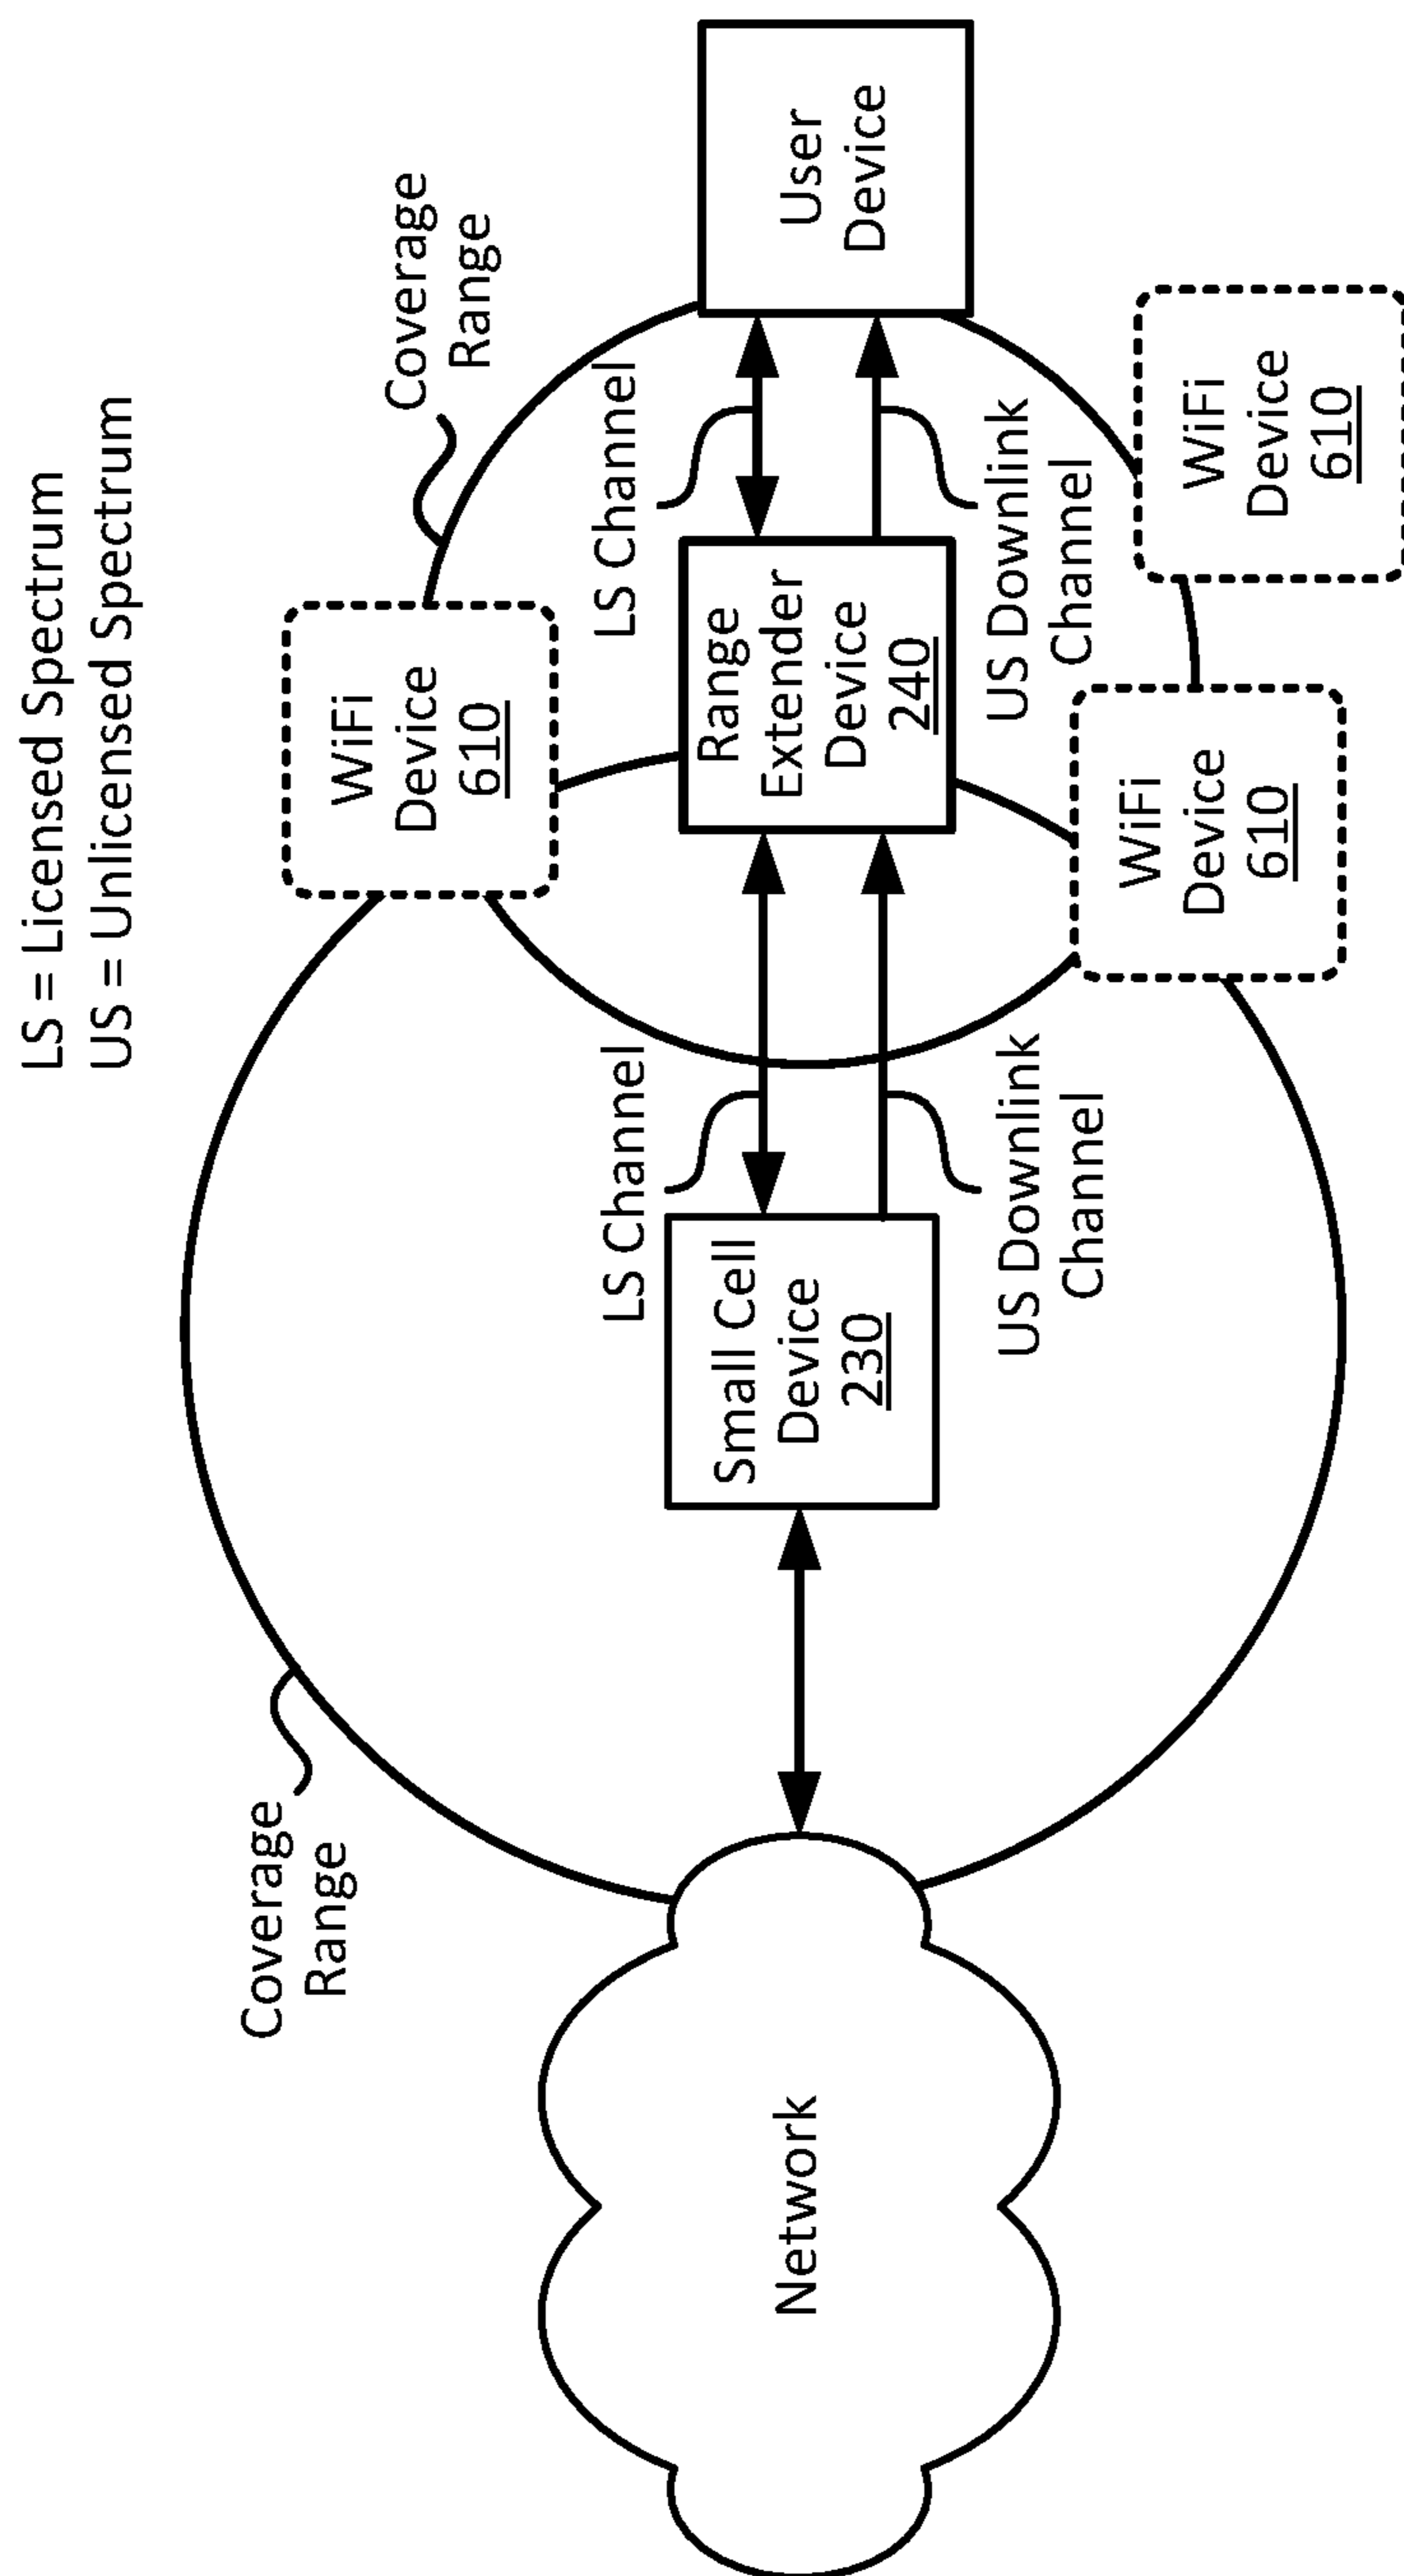 LS = Licensed Spectrum
US = Unlicensed Spectrum
Coverage
Range
Coverage
Range
WiFi
Device
610
LS Channel
LS Channel
Network
Small Cell
Device
230
Range
Extender
Device
240
User
Device
US Downlink
Channel
US Downlink
Channel
WiFi
Device
610
WiFi
Device
610